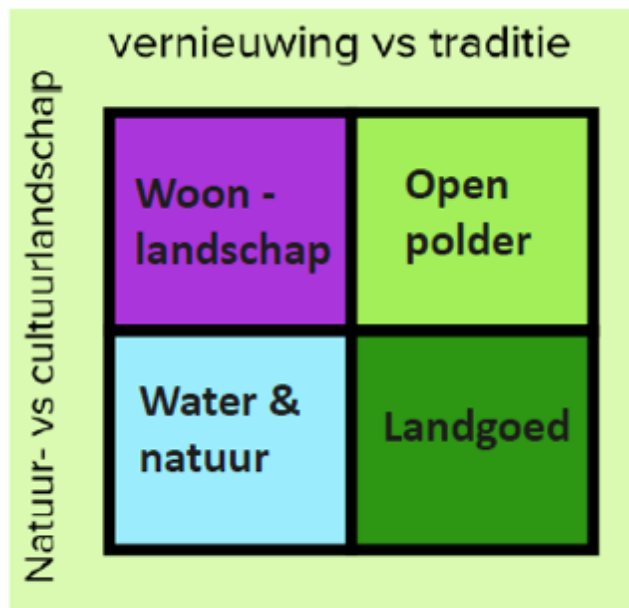 vernieuwing vs traditie
Natuur- vs cultuurlandschap
Woon -
landschap
Open
polder
Water &
natuur
Landgoed